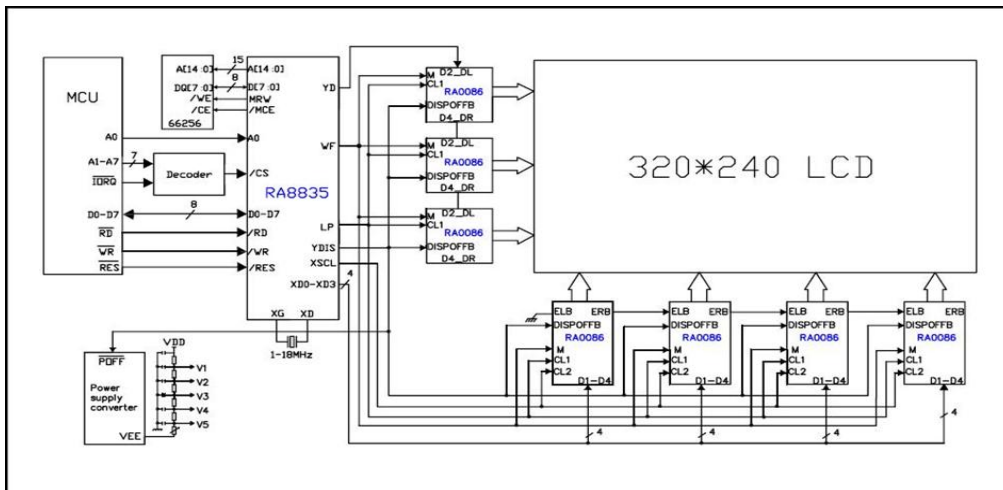 MCU
A0
A1-A7
IORQ
D0-D7
RD
WR
RES
7
8
Decoder
A[14:0]
DQ[7:0]
/WE
/CE
66256
15
8
A[14:0]
D[7:0]
MRW
/MCE
A0
/CS
RA8835
D0-D7
/RD
/WR
/RES
YD
WF
LP
YDIS
XSCL
XD0-XD3
4
XG XD
1-18MHz
D2_DL
M
CL1
RA0086
DISPOFFB
D4_DR
D2_DL
M
CL1
RA0086
DISPOFFB
D4_DR
D2_DL
M
CL1
RA0086
DISPOFFB
D4_DR
320*240 LCD
ELB ERB
DISPOFFB
RA0086
M
CL1
CL2
D1-D4
4
ELB ERB
DISPOFFB
RA0086
M
CL1
CL2
D1-D4
4
ELB ERB
DISPOFFB
RA0086
M
CL1
CL2
D1-D4
4
ELB ERB
DISPOFFB
RA0086
M
CL1
CL2
D1-D4
4
POFF
Power
supply
converter
VEE
VDD
V1
V2
V3
V4
V5